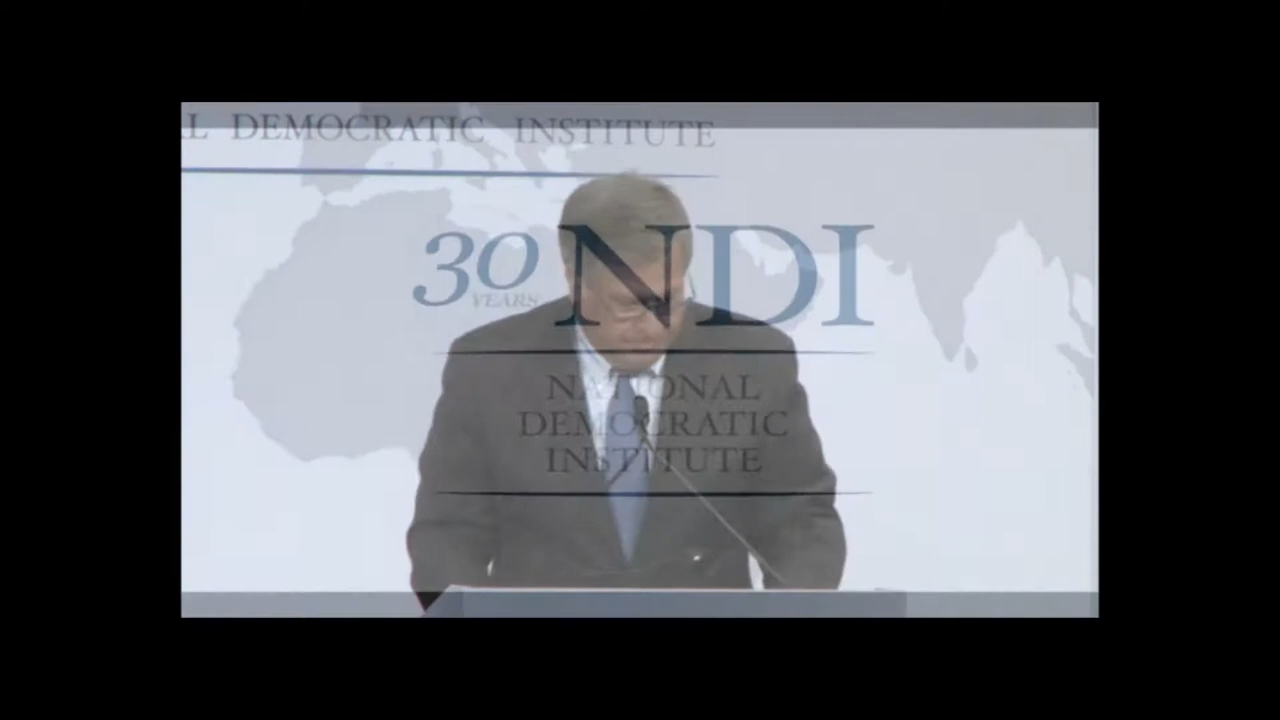 L DEMOCRATIC INSTITUTE
30 NDI
YEARS
NATIONAL
DEMOCRATIC
INSTITUTE